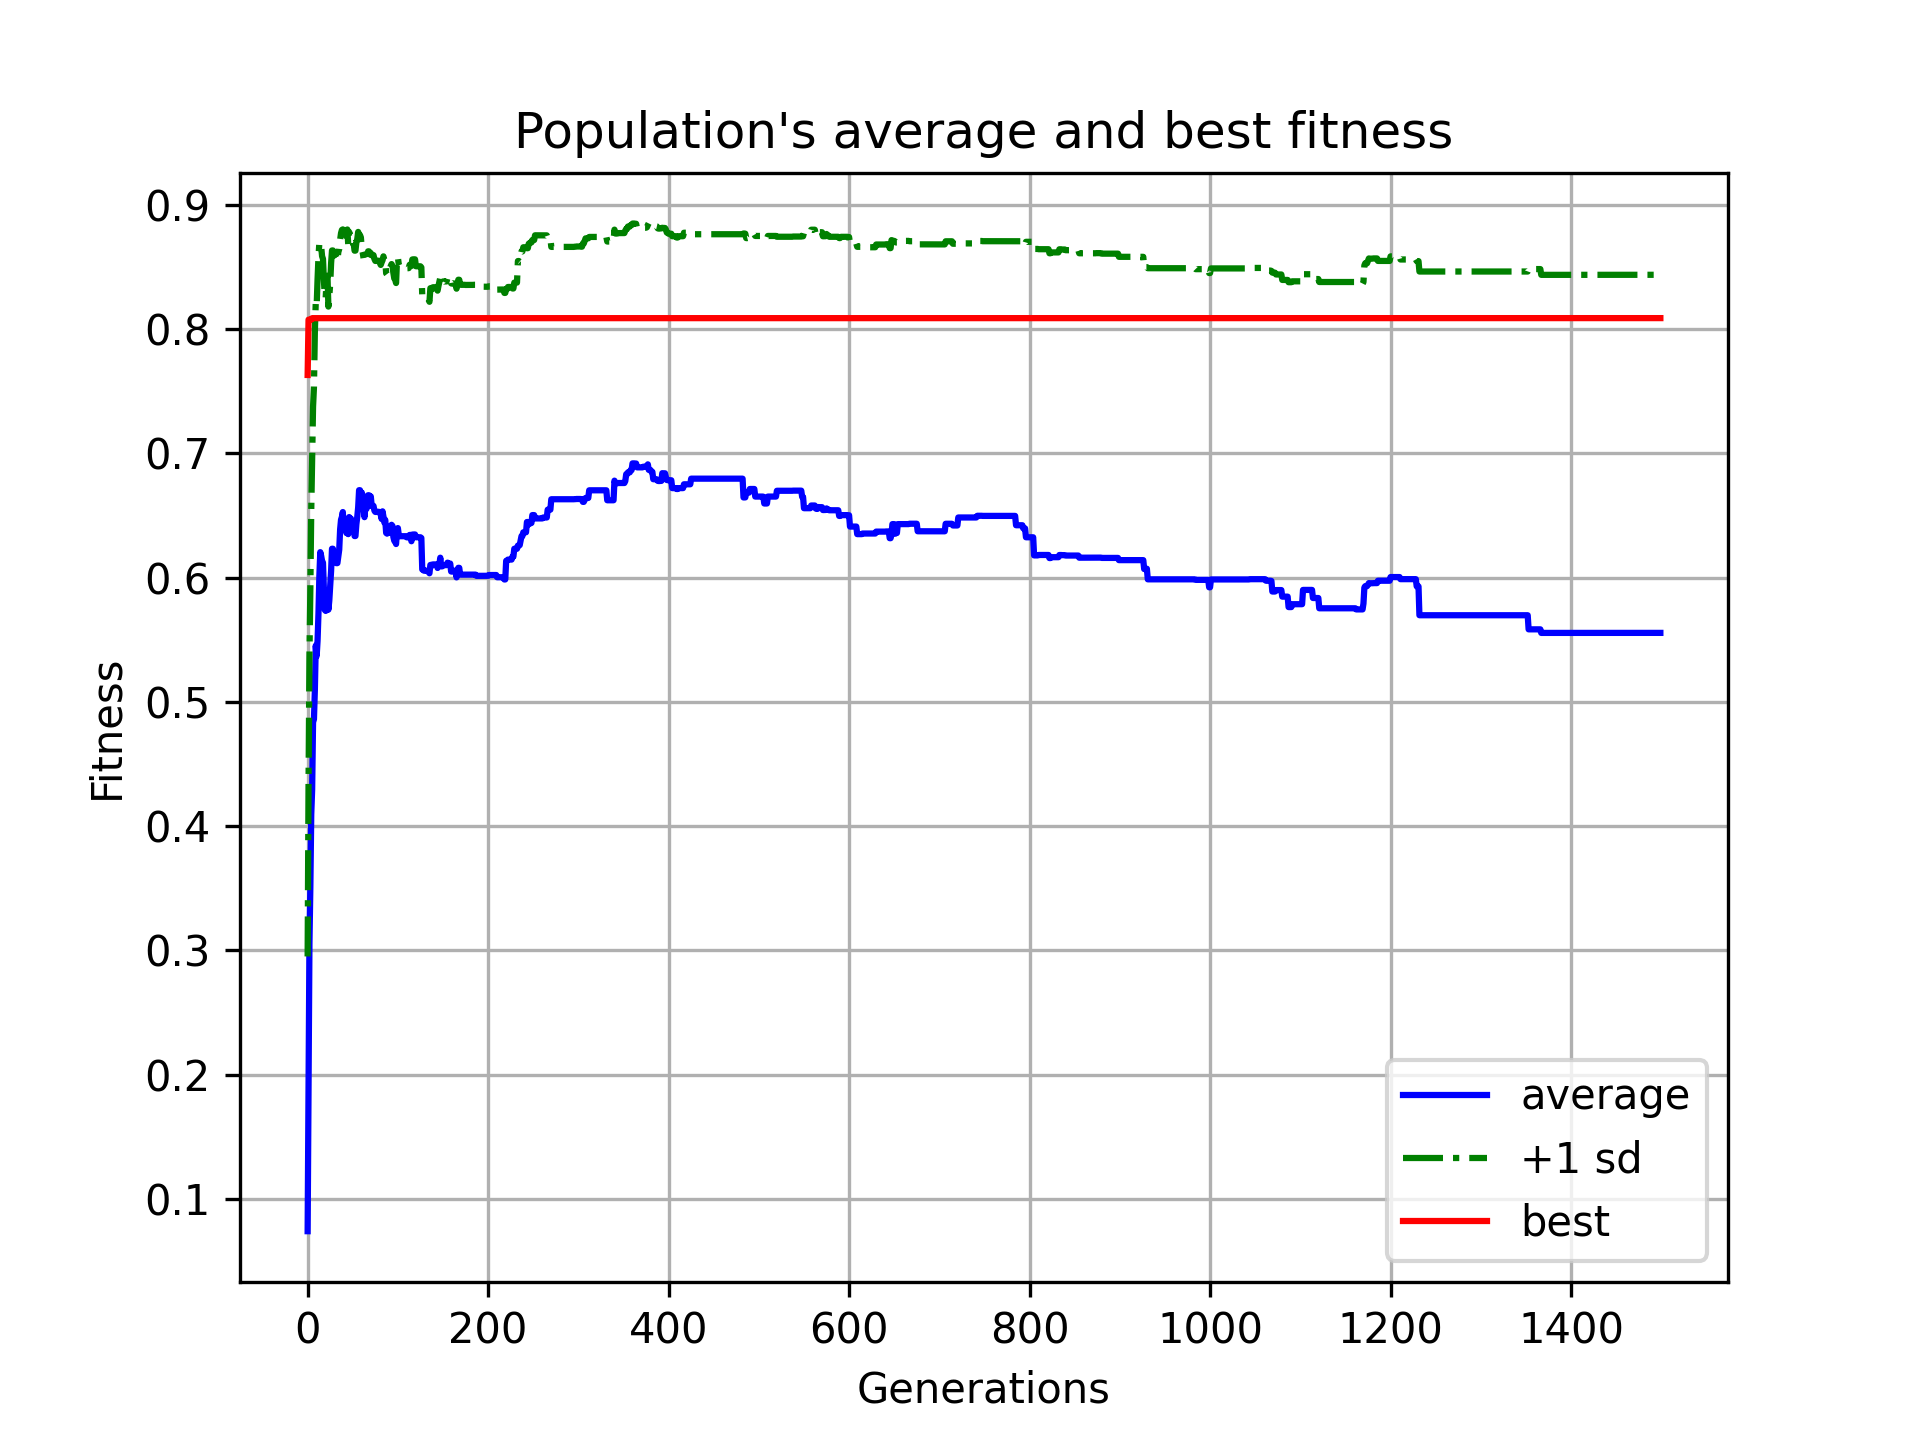 Population's average and best fitness
0.9
0.8
0.7
0.6
0.5
0.4
0.3
0.2
0.1
Fitness
average
+1 sd
best
0 200 400 600 800 1000 1200 1400
Generations